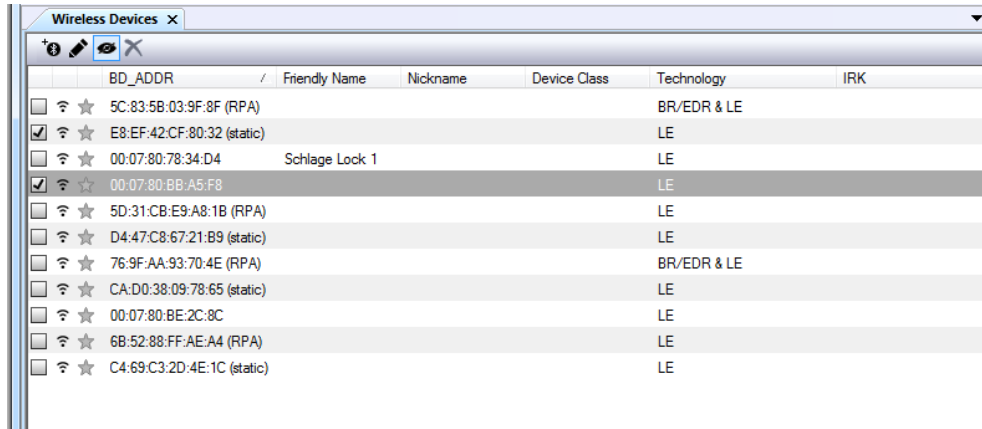 Wireless Devices X
BD_ADDR / Friendly Name Nickname Device Class Technology IRK
5C:83:5B:03:9F:8F (RPA) BR/EDR & LE
E8:EF:42:CF:80:32 (static) LE
00:07:80:78:34:D4 Schlage Lock 1 LE
00:07:80:BB:A5:F8 LE
5D:31:CB:E9:A8:1B (RPA) LE
D4:47:C8:67:21:B9 (static) LE
76:9F:AA:93:70:4E (RPA) BR/EDR & LE
CA:D0:38:09:78:65 (static) LE
00:07:80:BE:2C:8C LE
6B:52:88:FF:AE:A4 (RPA) LE
C4:69:C3:2D:4E:1C (static) LE